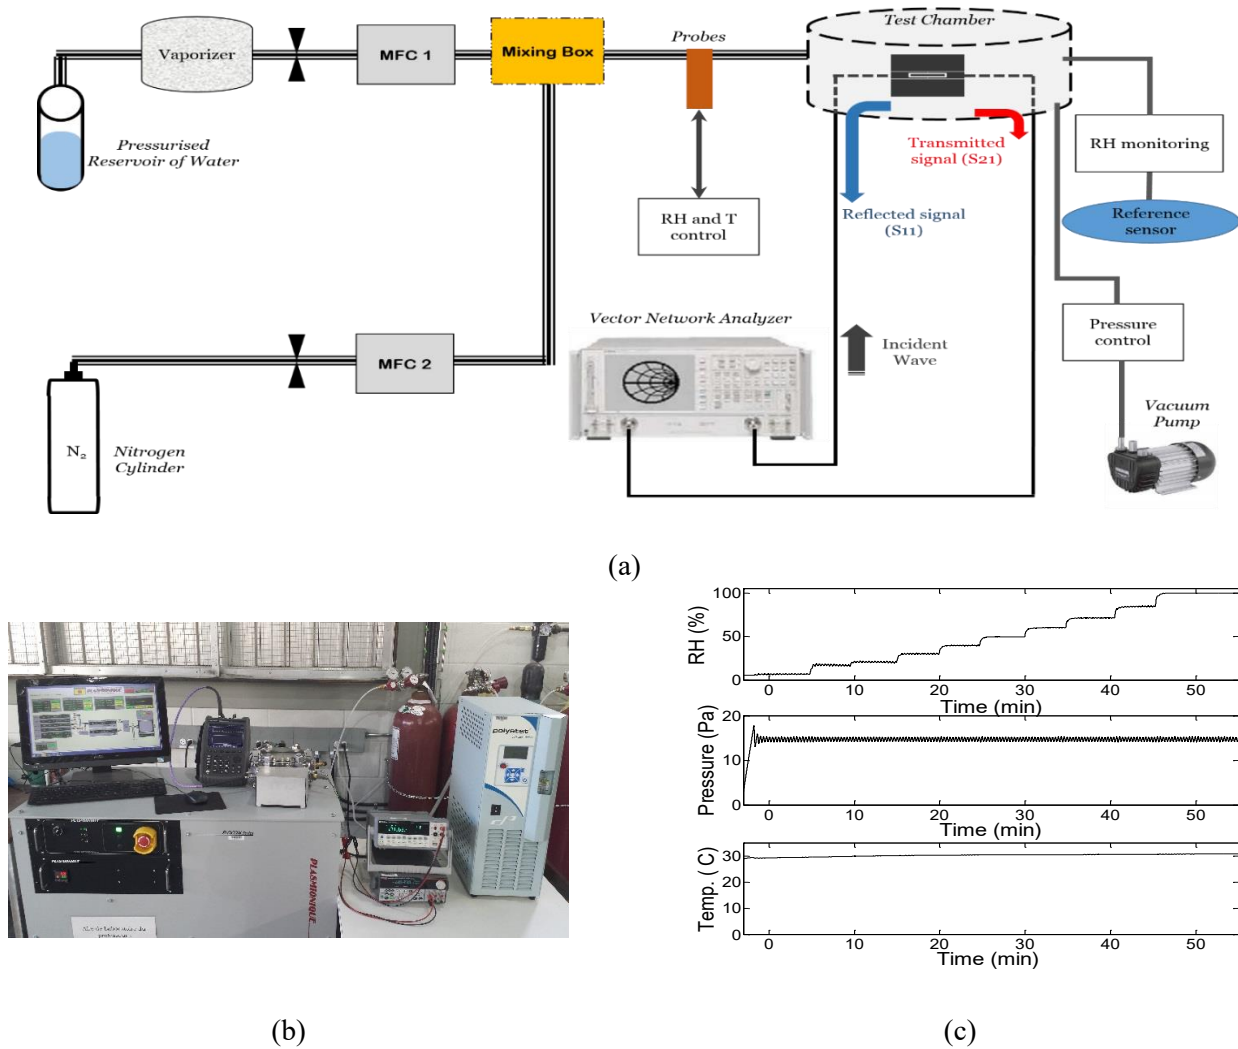 Vaporizer
MFC 1
Mixing Box
Probes
Test Chamber
Pressurised
Reservoir of Water
Transmitted
signal (S21)
RH monitoring
Reference
sensor
RH and T
control
Reflected signal
(S11)
Vector Network Analyzer
Incident
Wave
Pressure
control
MFC 2
Vacuum
Pump
N₂
Nitrogen
Cylinder
(a)
polystat
PLASMIONIQUE
RH (%)
100
50
0
0 10 20 30 40 50
Time (min)
Pressure (Pa)
20
10
0
0 10 20 30 40 50
Time (min)
Temp. ( C)
30
20
10
0
0 10 20 30 40 50
Time (min)
(b)
(c)